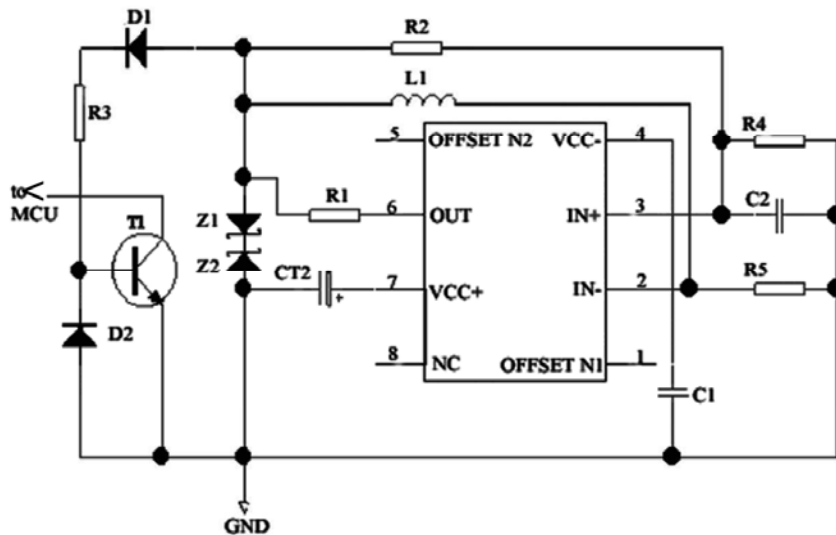 D1
R2
L1
R3
R4
5 OFFSET N2 VCC- 4
to
MCU
T1
Z1
R1
6 OUT IN+ 3
C2
Z2
CT2
7 VCC+ IN- 2
R5
+
D2
8 NC OFFSET N1 1
C1
GND